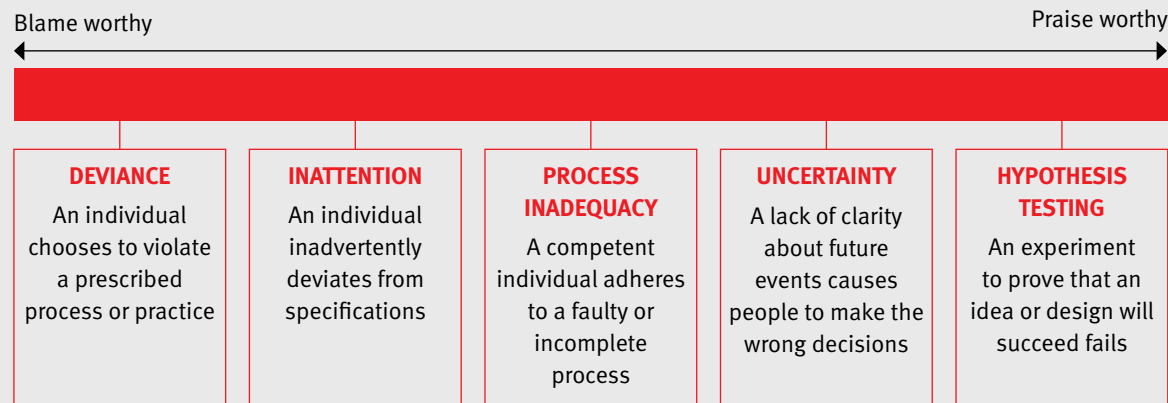 Blame worthy
Praise worthy
DEVIANCE
An individual
chooses to violate
a prescribed
process or practice
INATTENTION
An individual
inadvertently
deviates from
specifications
PROCESS
INADEQUACY
A competent
individual adheres
to a faulty or
incomplete
process
UNCERTAINTY
A lack of clarity
about future
events causes
people to make the
wrong decisions
HYPOTHESIS
TESTING
An experiment
to prove that an
idea or design will
succeed fails